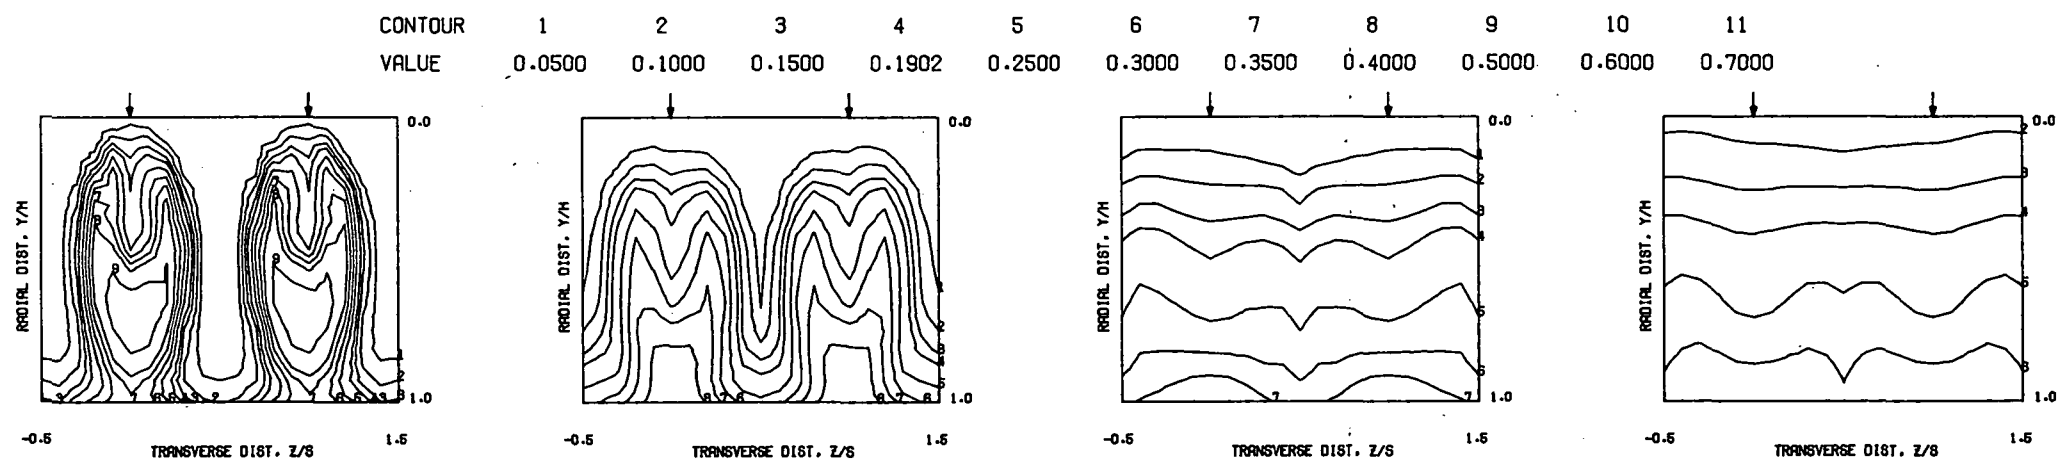 CONTOUR 1 2 3 4 5 6 7 8 9 10 11
VALUE 0.0500 0.1000 0.1500 0.1902 0.2500 0.3000 0.3500 0.4000 0.5000 0.6000 0.7000
0.0 0.0 0.0 0.0
RADIAL DIST. Y/H RADIAL DIST. Y/H RADIAL DIST. Y/H RADIAL DIST. Y/H
1.0 1.0 1.0 1.0
-0.5 1.5 -0.5 1.5 -0.5 1.5 -0.5 1.5
TRANSVERSE DIST. Z/S TRANSVERSE DIST. Z/S TRANSVERSE DIST. Z/S TRANSVERSE DIST. Z/S